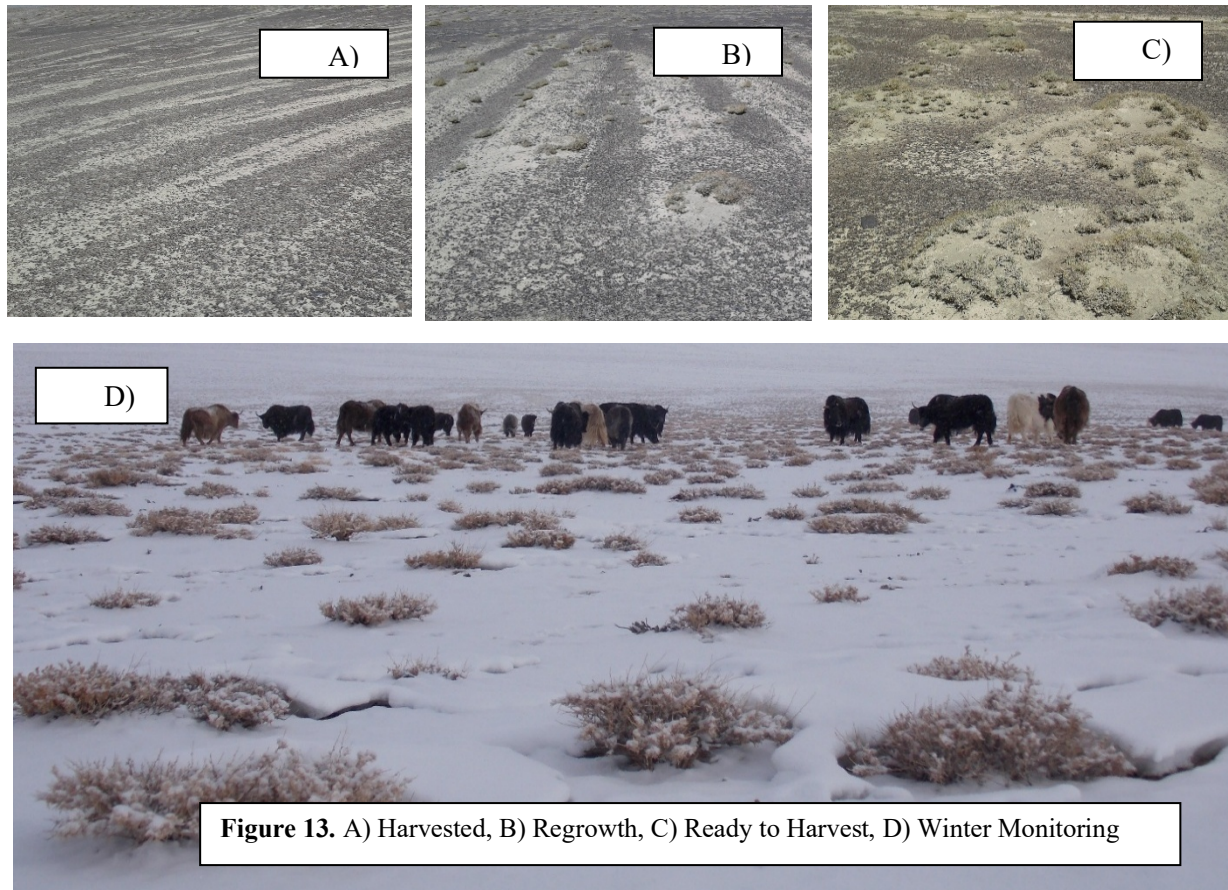 A)
B)
C)
D)
Figure 13. A) Harvested, B) Regrowth, C) Ready to Harvest, D) Winter Monitoring